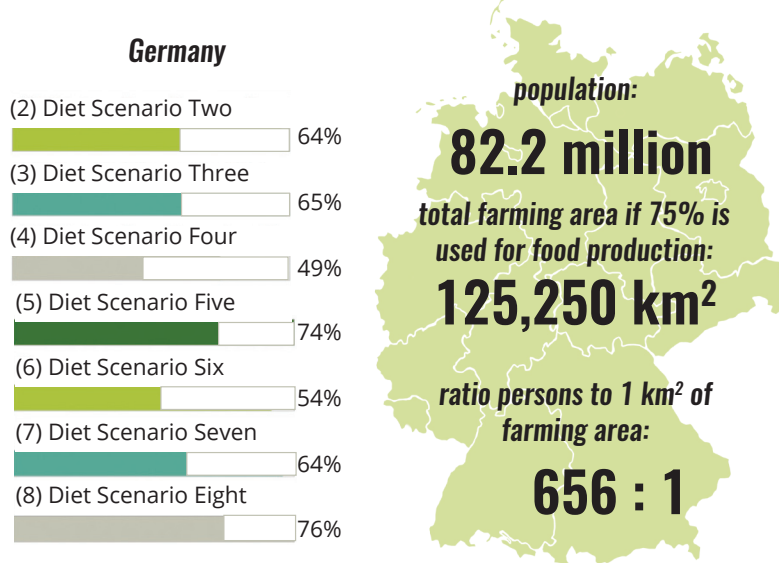 Germany
(2) Diet Scenario Two
64%
(3) Diet Scenario Three
65%
(4) Diet Scenario Four
49%
(5) Diet Scenario Five
74%
(6) Diet Scenario Six
54%
(7) Diet Scenario Seven
64%
(8) Diet Scenario Eight
76%
population:
82.2 million
total farming area if 75% is
used for food production:
125,250 km²
ratio persons to 1 km² of
farming area:
656 : 1